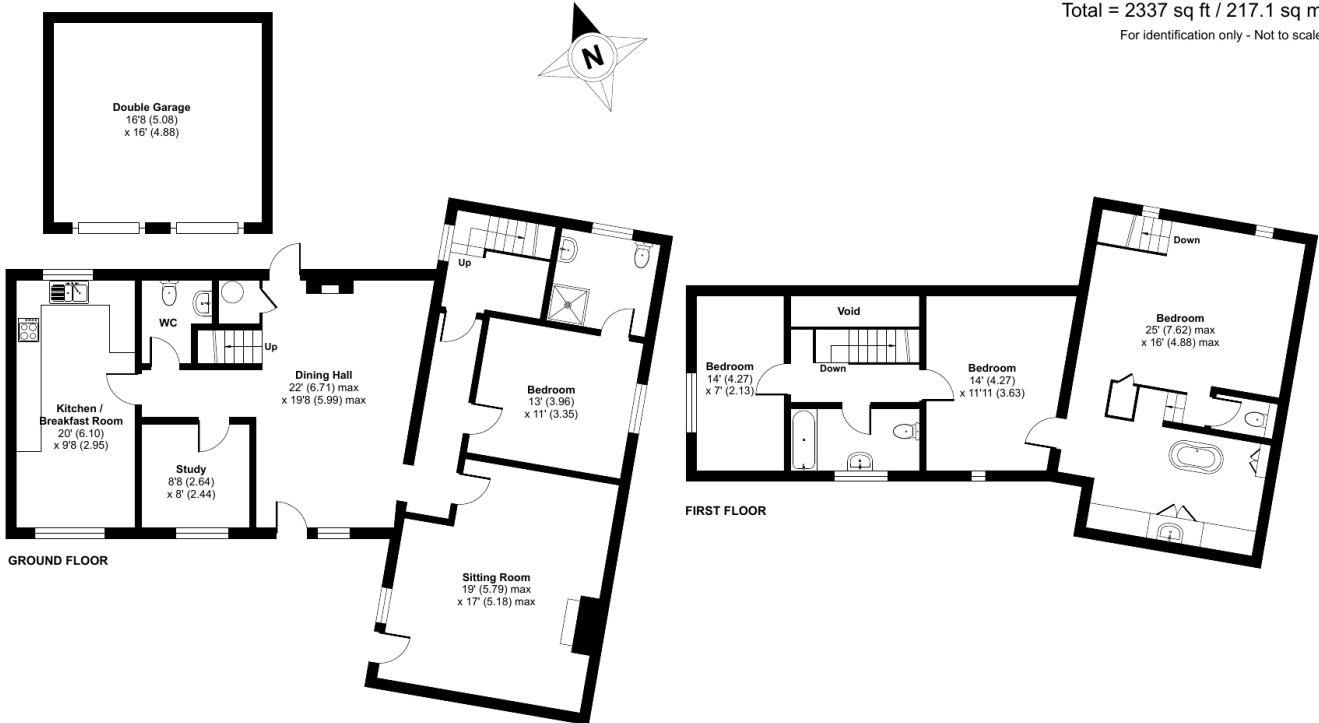 Total = 2337 sq ft / 217.1 sq m
For identification only - Not to scale
N
Double Garage
16'8 (5.08)
x 16' (4.88)
Up
WC
Up
Dining Hall
22' (6.71) max
x 19'8 (5.99) max
Kitchen /
Breakfast Room
20' (6.10)
x 9'8 (2.95)
Study
8'8 (2.64)
x 8' (2.44)
Bedroom
13' (3.96)
x 11' (3.35)
Sitting Room
19' (5.79) max
x 17' (5.18) max
GROUND FLOOR
Down
Void
Bedroom
25' (7.62) max
x 16' (4.88) max
Bedroom
14' (4.27)
x 7' (2.13)
Down
Bedroom
14' (4.27)
x 11'11 (3.63)
FIRST FLOOR